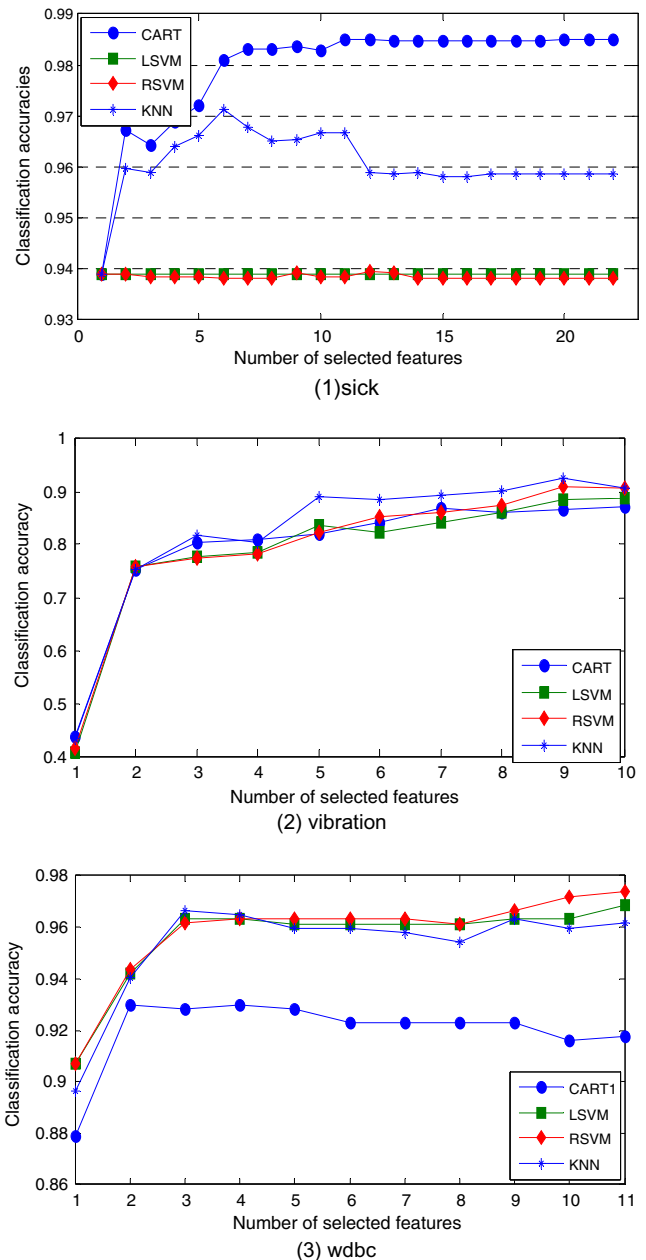 0.99
0.98
0.97
0.96
0.95
0.94
0.93
CART
LSVM
RSVM
KNN
Classification accuracies
0 5 10 15 20
Number of selected features
(1)sick
1
0.9
0.8
0.7
0.6
0.5
0.4
Classification accuracy
CART
LSVM
RSVM
KNN
1 2 3 4 5 6 7 8 9 10
Number of selected features
(2) vibration
0.98
0.96
0.94
0.92
0.9
0.88
0.86
Classification accuracy
CART1
LSVM
RSVM
KNN
1 2 3 4 5 6 7 8 9 10 11
Number of selected features
(3) wdbc